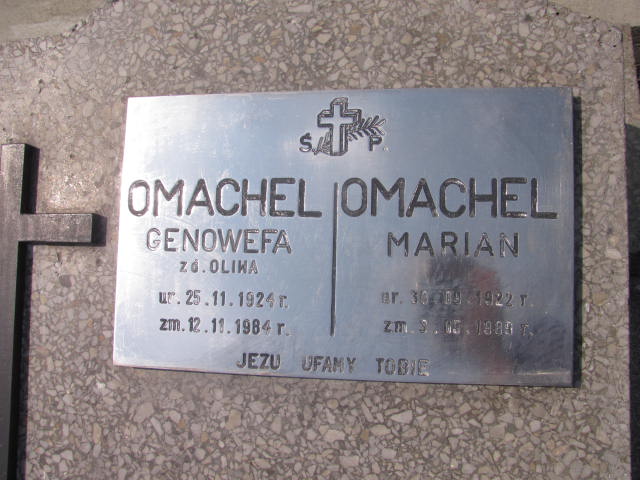 Ś. P.
OMACHEL
GENOWEFA
zd. OLIWA
ur. 25.11.1924 r.
zm. 12.11.1984 r.
OMACHEL
MARIAN
ur. 1922 r.
zm.
JEZU UFAMY TOBIE